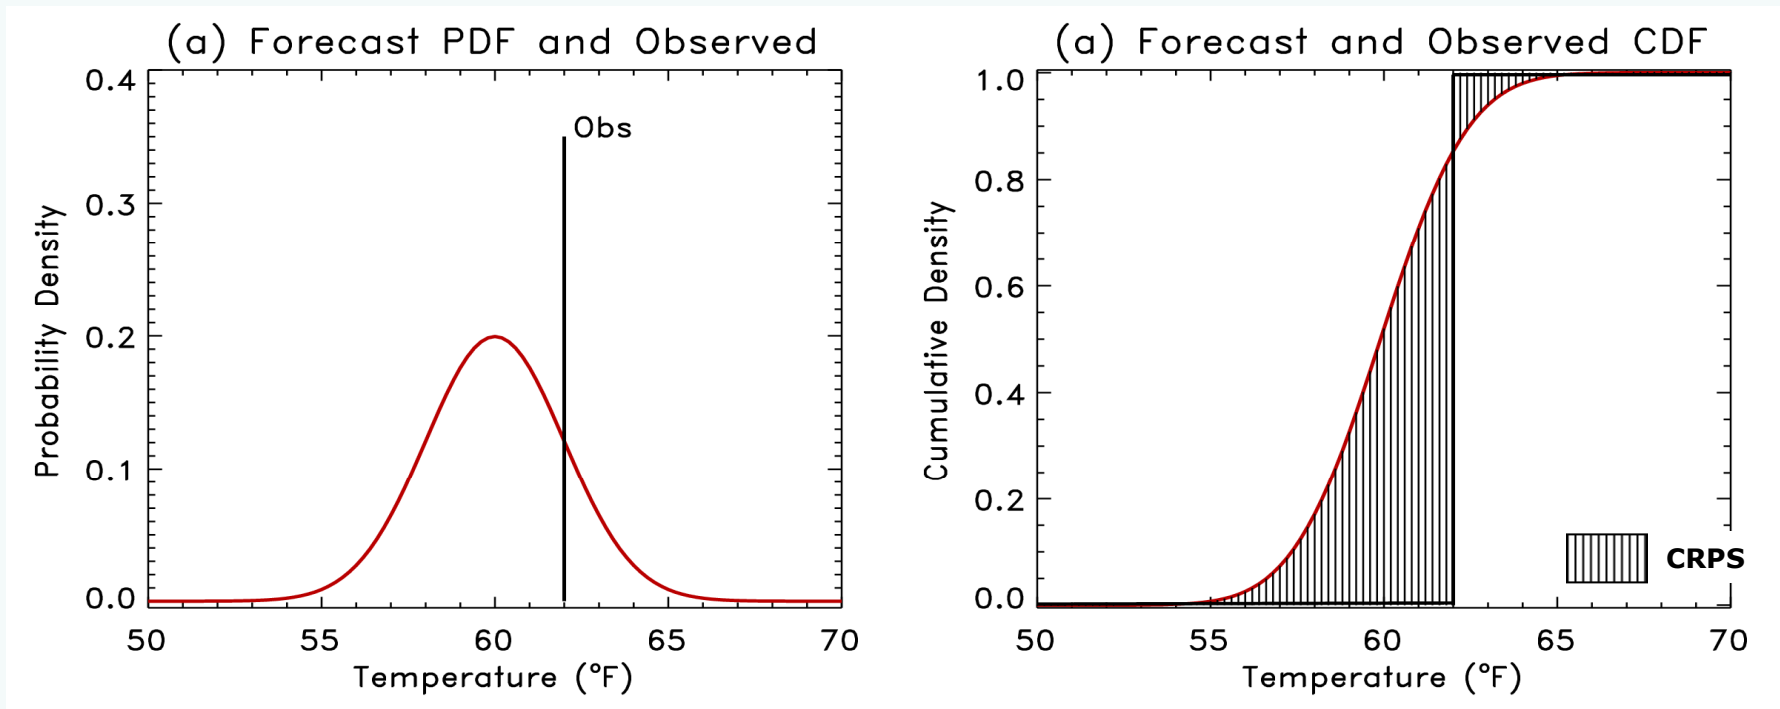 (a) Forecast PDF and Observed
0.4
0.3
0.2
0.1
0.0
Probability Density
Obs
50 55 60 65 70
Temperature (°F)
(a) Forecast and Observed CDF
1.0
0.8
0.6
0.4
0.2
0.0
Cumulative Density
CRPS
50 55 60 65 70
Temperature (°F)